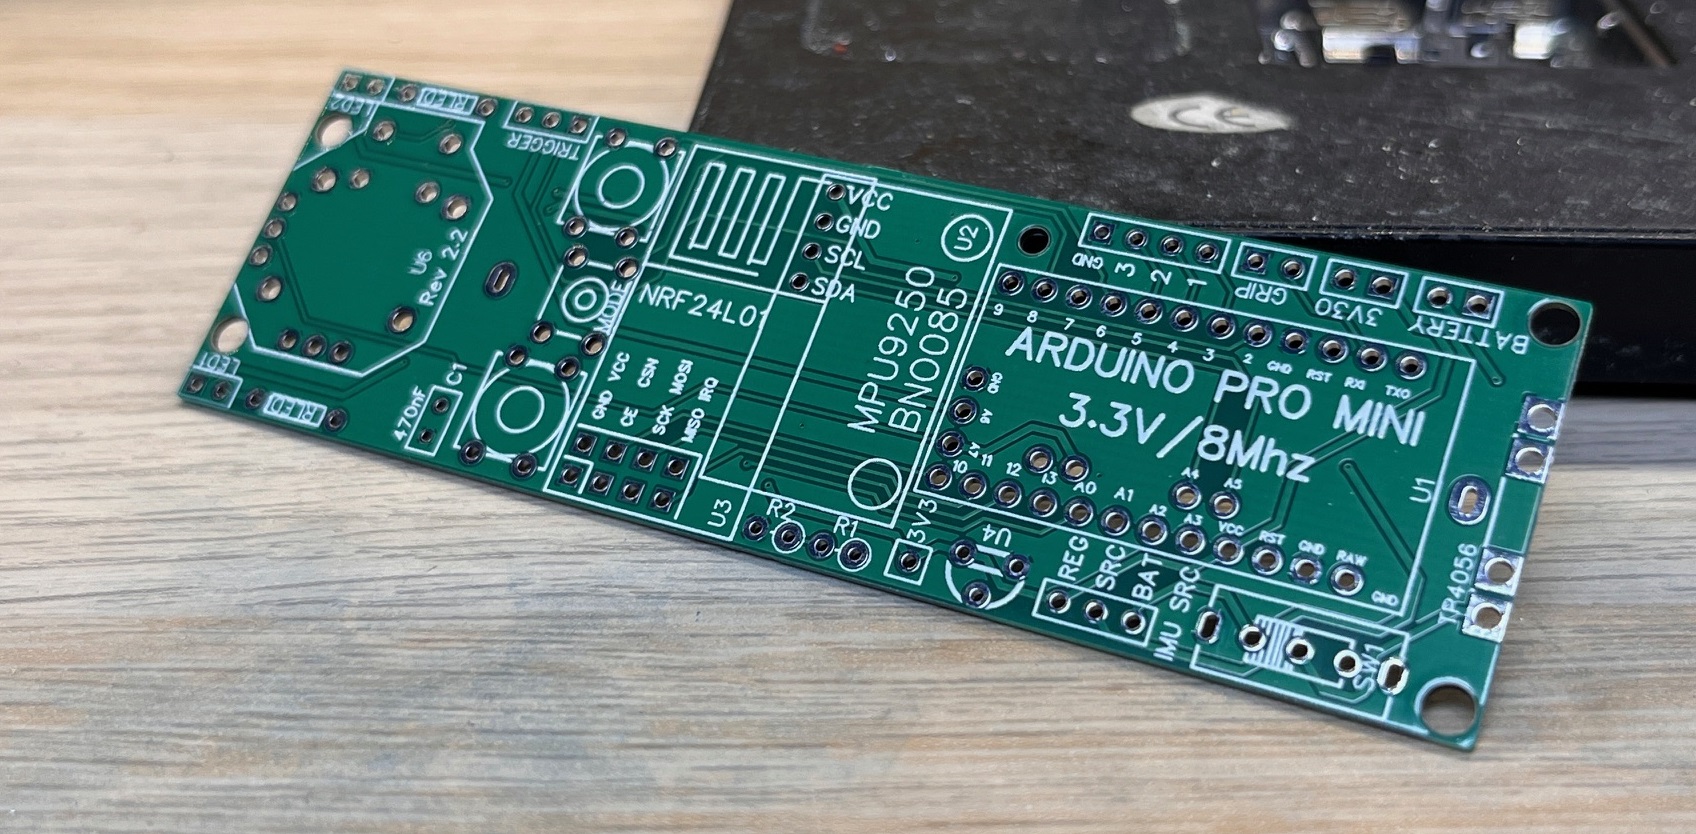 LED2
RLED
TRIGGER
U6
Rev 2.2
LED1
RLED
470nF
C1
MODE
NRF24L01
GND
VCC
CE
CSN
SCK
MOSI
MISO
IRQ
U3
VCC
GND
SCL
SDA
U2
MPU9250
BNO085
R2
R1
3V3
U4
REG
SRC
BAT
IMU SRC
GND
3
2
1
GRIP
3V30
BATTERY
9
8
7
6
5
4
3
2
GND
RST
RXI
TXO
ARDUINO PRO MINI
3.3V/8Mhz
GND
A6
A7
10
11
12
13
A0
A1
A2
A3
A4
A5
VCC
RST
GND
RAW
GND
U1
TP4056
SW1
CE